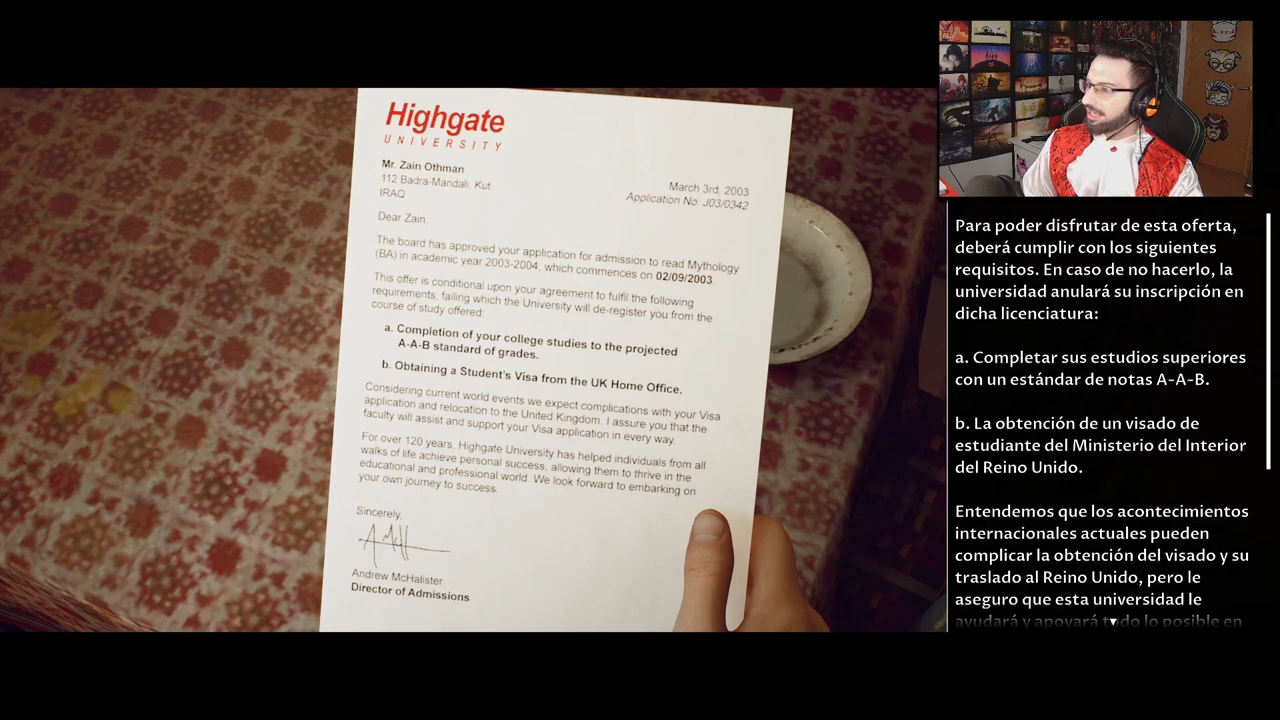 Highgate
UNIVERSITY
Mr. Zain Othman
112 Badra-Mandali, Kut
IRAQ
March 3rd, 2003
Application No: J03/0342
Dear Zain,
The board has approved your application for admission to read Mythology
(BA) in academic year 2003-2004, which commences on 02/09/2003.
This offer is conditional upon your agreement to fulfil the following
requirements, failing which the University will de-register you from the
course of study offered:
a. Completion of your college studies to the projected
A-A-B standard of grades.
b. Obtaining a Student's Visa from the UK Home Office.
Considering current world events we expect complications with your Visa
application and relocation to the United Kingdom. I assure you that the
faculty will assist and support your Visa application in every way.
For over 120 years, Highgate University has helped individuals from all
walks of life achieve personal success, allowing them to thrive in the
educational and professional world. We look forward to embarking on
your own journey to success.
Sincerely,
Andrew McHalister
Director of Admissions
Para poder disfrutar de esta oferta,
deberá cumplir con los siguientes
requisitos. En caso de no hacerlo, la
universidad anulará su inscripción en
dicha licenciatura:
a. Completar sus estudios superiores
con un estándar de notas A-A-B.
b. La obtención de un visado de
estudiante del Ministerio del Interior
del Reino Unido.
Entendemos que los acontecimientos
internacionales actuales pueden
complicar la obtención del visado y su
traslado al Reino Unido, pero le
aseguro que esta universidad le
ayudará y apoyará todo lo posible en